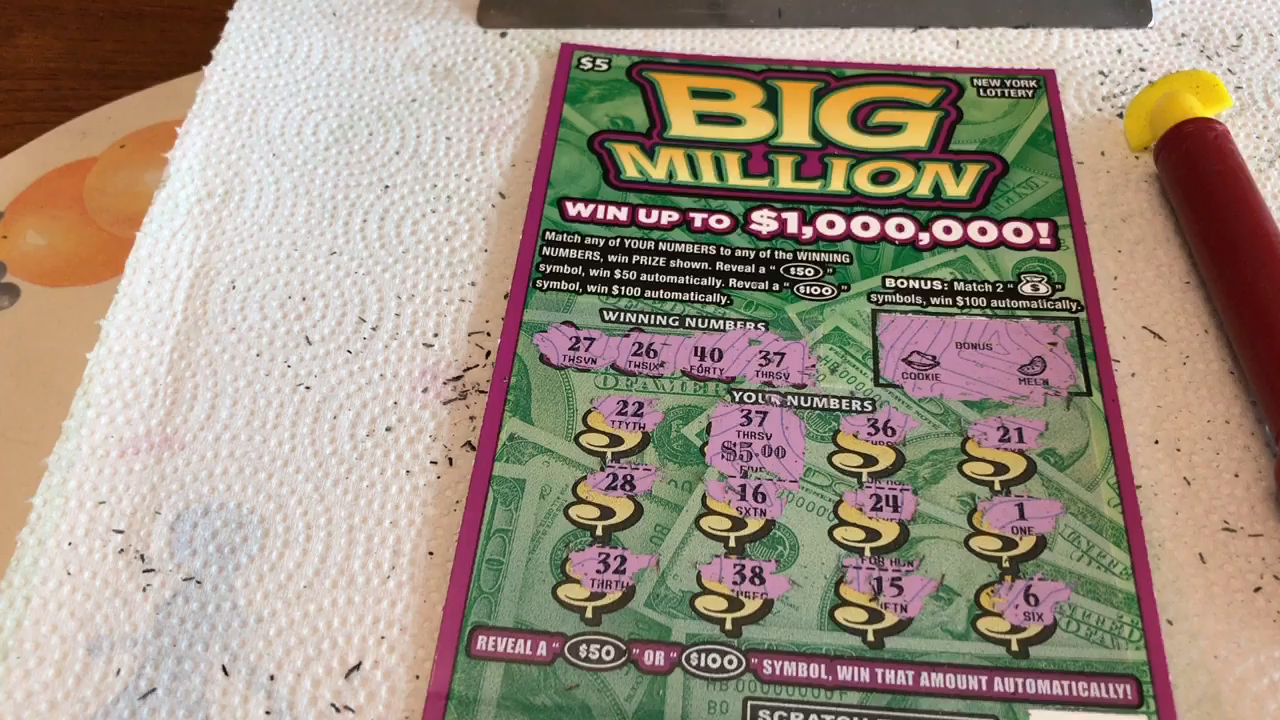 $5
NEW YORK
LOTTERY
BIG
MILLION
WIN UP TO $1,000,000!
Match any of YOUR NUMBERS to any of the WINNING
NUMBERS, win PRIZE shown. Reveal a " $50 "
symbol, win $50 automatically. Reveal a " $100 "
symbol, win $100 automatically.
BONUS: Match 2 " $ "
symbols, win $100 automatically.
WINNING NUMBERS
27 26 40 37
THSVN THSIX FORTY THRSV
BONUS
COOKIE MELN
YOUR NUMBERS
22 37 36 21
TTYTH THRSV
$5.00
28 16 24 1
SXTN ONE
32 38 15 6
SIX
REVEAL A " $50 " OR " $100 " SYMBOL, WIN THAT AMOUNT AUTOMATICALLY!